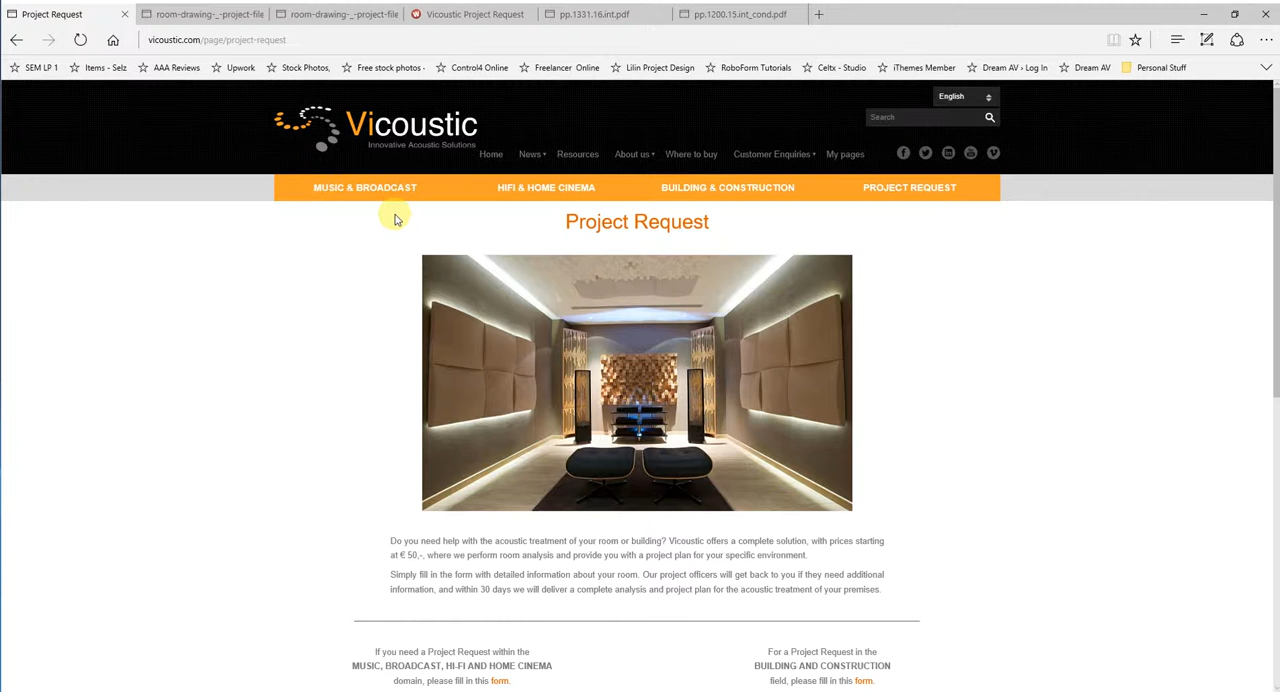 Project Request
room-drawing-_-project-file
room-drawing-_-project-file
Vicoustic Project Request
pp.1331.16.int.pdf
pp.1200.15.int_cond.pdf
vicoustic.com/page/project-request
SEM LP 1
Items - Selz
AAA Reviews
Upwork
Stock Photos,
Free stock photos -
Control4 Online
Freelancer Online
Lilin Project Design
RoboForm Tutorials
Celtx - Studio
iThemes Member
Dream AV › Log In
Dream AV
Personal Stuff
English
Search
Vicoustic
Innovative Acoustic Solutions
Home
News
Resources
About us
Where to buy
Customer Enquiries
My pages
MUSIC & BROADCAST
HIFI & HOME CINEMA
BUILDING & CONSTRUCTION
PROJECT REQUEST
Project Request
Do you need help with the acoustic treatment of your room or building? Vicoustic offers a complete solution, with prices starting
at € 50,-, where we perform room analysis and provide you with a project plan for your specific environment.
Simply fill in the form with detailed information about your room. Our project officers will get back to you if they need additional
information, and within 30 days we will deliver a complete analysis and project plan for the acoustic treatment of your premises.
If you need a Project Request within the
MUSIC, BROADCAST, HI-FI AND HOME CINEMA
domain, please fill in this form.
For a Project Request in the
BUILDING AND CONSTRUCTION
field, please fill in this form.